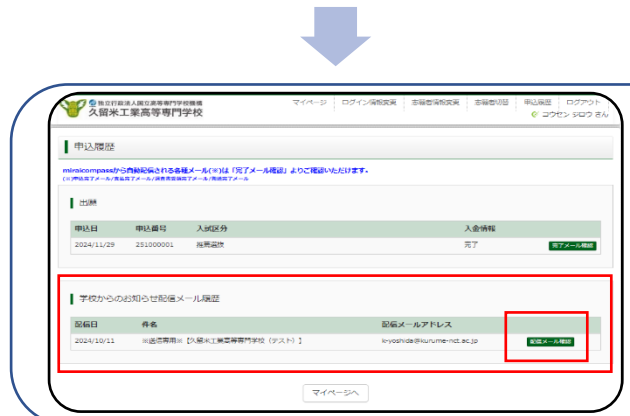 独立行政法人国立高等専門学校機構
久留米工業高等専門学校
マイページ ログイン情報変更 志願者情報変更 志願者切替 申込履歴 ログアウト
コウセン ジロウ さん
申込履歴
miraicompassから自動配信される各種メール(※)は「完了メール確認」よりご確認いただけます。
出願
申込日 申込番号 入試区分 入金情報
2024/11/29 251000001 推薦選抜 完了 完了メール確認
学校からのお知らせ配信メール履歴
配信日 件名 配信メールアドレス
2024/10/11 ※送信専用※【久留米工業高等専門学校（テスト）】 k-yoshida@kurume-nct.ac.jp 配信メール確認
マイページへ